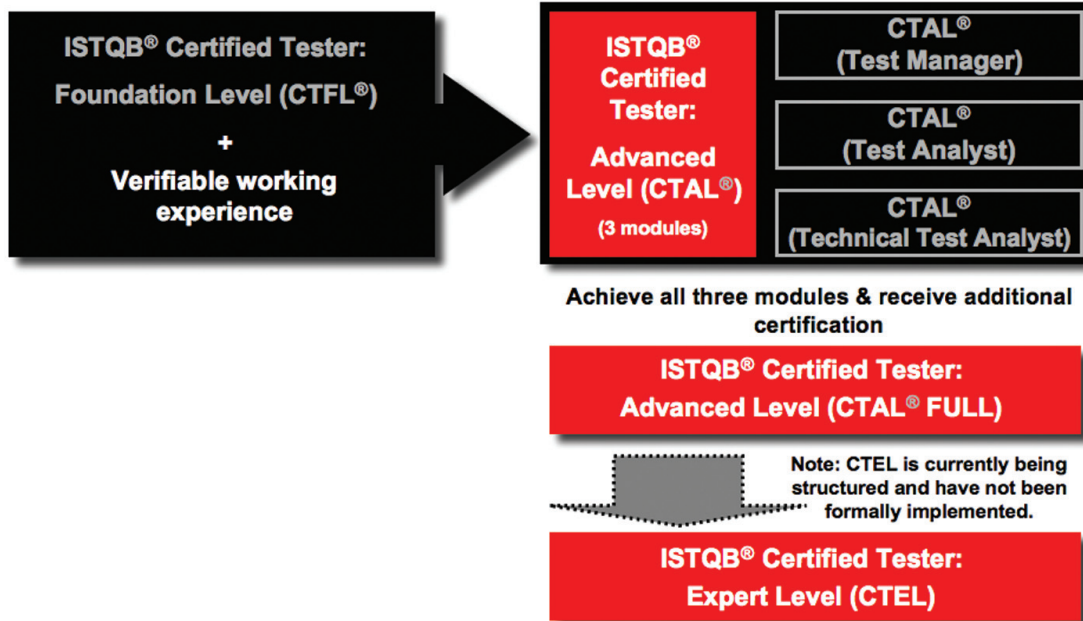 ISTQB® Certified Tester:
Foundation Level (CTFL®)
+
Verifiable working
experience
ISTQB®
Certified
Tester:
Advanced
Level (CTAL®)
(3 modules)
CTAL®
(Test Manager)
CTAL®
(Test Analyst)
CTAL®
(Technical Test Analyst)
Achieve all three modules & receive additional
certification
ISTQB® Certified Tester:
Advanced Level (CTAL® FULL)
Note: CTEL is currently being
structured and have not been
formally implemented.
ISTQB® Certified Tester:
Expert Level (CTEL)